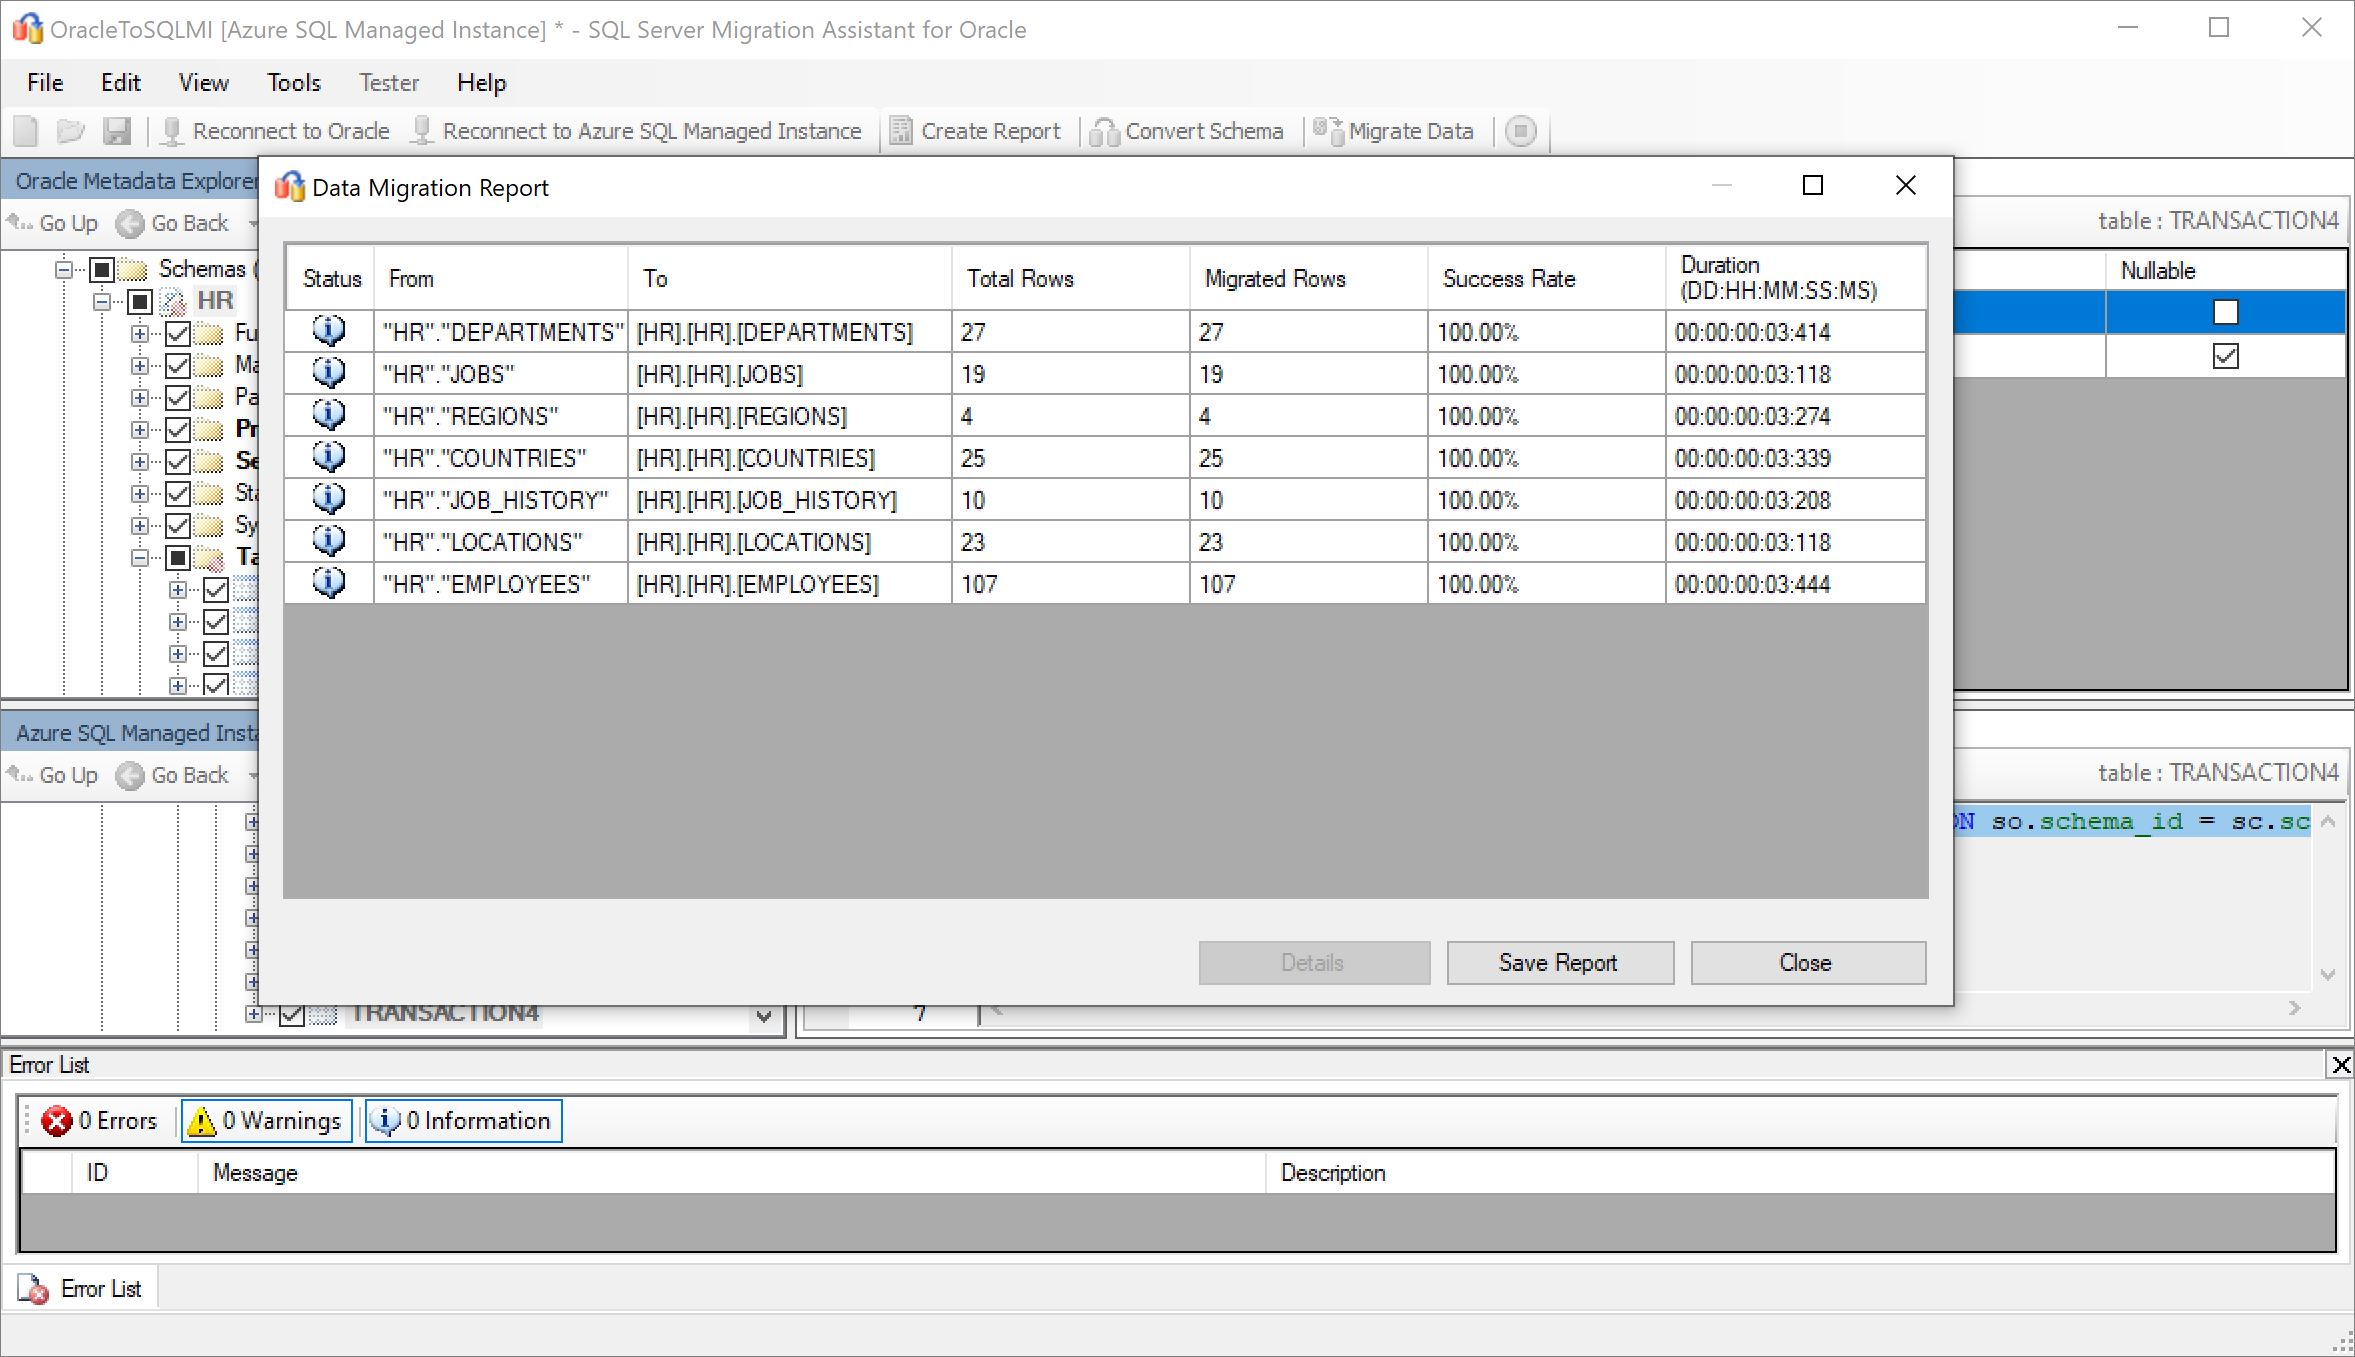 OracleToSQLMI [Azure SQL Managed Instance] * - SQL Server Migration Assistant for Oracle
File Edit View Tools Tester Help
Reconnect to Oracle Reconnect to Azure SQL Managed Instance Create Report Convert Schema Migrate Data
Oracle Metadata Explorer
Go Up Go Back
Schemas (
HR
Fu
Ma
Pa
Pr
Se
Sta
Sy
Ta
table : TRANSACTION4
Nullable
Data Migration Report
Status From To Total Rows Migrated Rows Success Rate Duration (DD:HH:MM:SS:MS)
"HR"."DEPARTMENTS" [HR].[HR].[DEPARTMENTS] 27 27 100.00% 00:00:00:03:414
"HR"."JOBS" [HR].[HR].[JOBS] 19 19 100.00% 00:00:00:03:118
"HR"."REGIONS" [HR].[HR].[REGIONS] 4 4 100.00% 00:00:00:03:274
"HR"."COUNTRIES" [HR].[HR].[COUNTRIES] 25 25 100.00% 00:00:00:03:339
"HR"."JOB_HISTORY" [HR].[HR].[JOB_HISTORY] 10 10 100.00% 00:00:00:03:208
"HR"."LOCATIONS" [HR].[HR].[LOCATIONS] 23 23 100.00% 00:00:00:03:118
"HR"."EMPLOYEES" [HR].[HR].[EMPLOYEES] 107 107 100.00% 00:00:00:03:444
Details Save Report Close
Azure SQL Managed Insta
Go Up Go Back
table : TRANSACTION4
ON so.schema_id = sc.sc
TRANSACTION4
7
Error List
0 Errors 0 Warnings 0 Information
ID Message Description
Error List